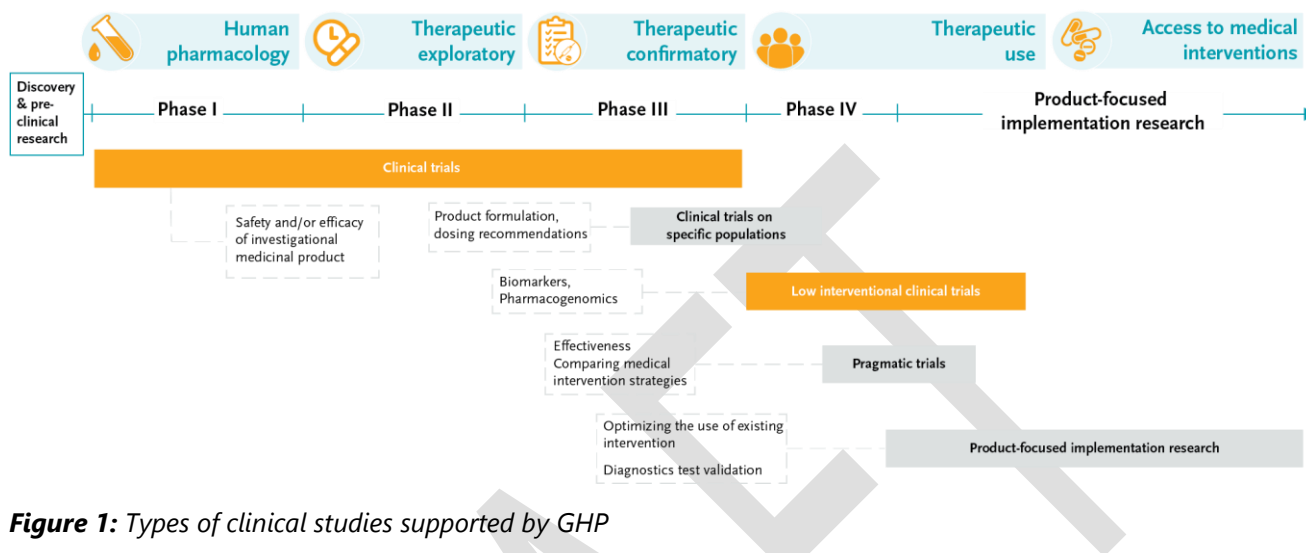 Human
pharmacology
Therapeutic
exploratory
Therapeutic
confirmatory
Therapeutic
use
Access to medical
interventions
Discovery
& pre-
clinical
research
Phase I
Phase II
Phase III
Phase IV
Product-focused
implementation research
Clinical trials
Safety and/or efficacy
of investigational
medicinal product
Product formulation,
dosing recommendations
Clinical trials on
specific populations
Biomarkers,
Pharmacogenomics
Low interventional clinical trials
Effectiveness
Comparing medical
intervention strategies
Pragmatic trials
Optimizing the use of existing
intervention
Diagnostics test validation
Product-focused implementation research
Figure 1: Types of clinical studies supported by GHP